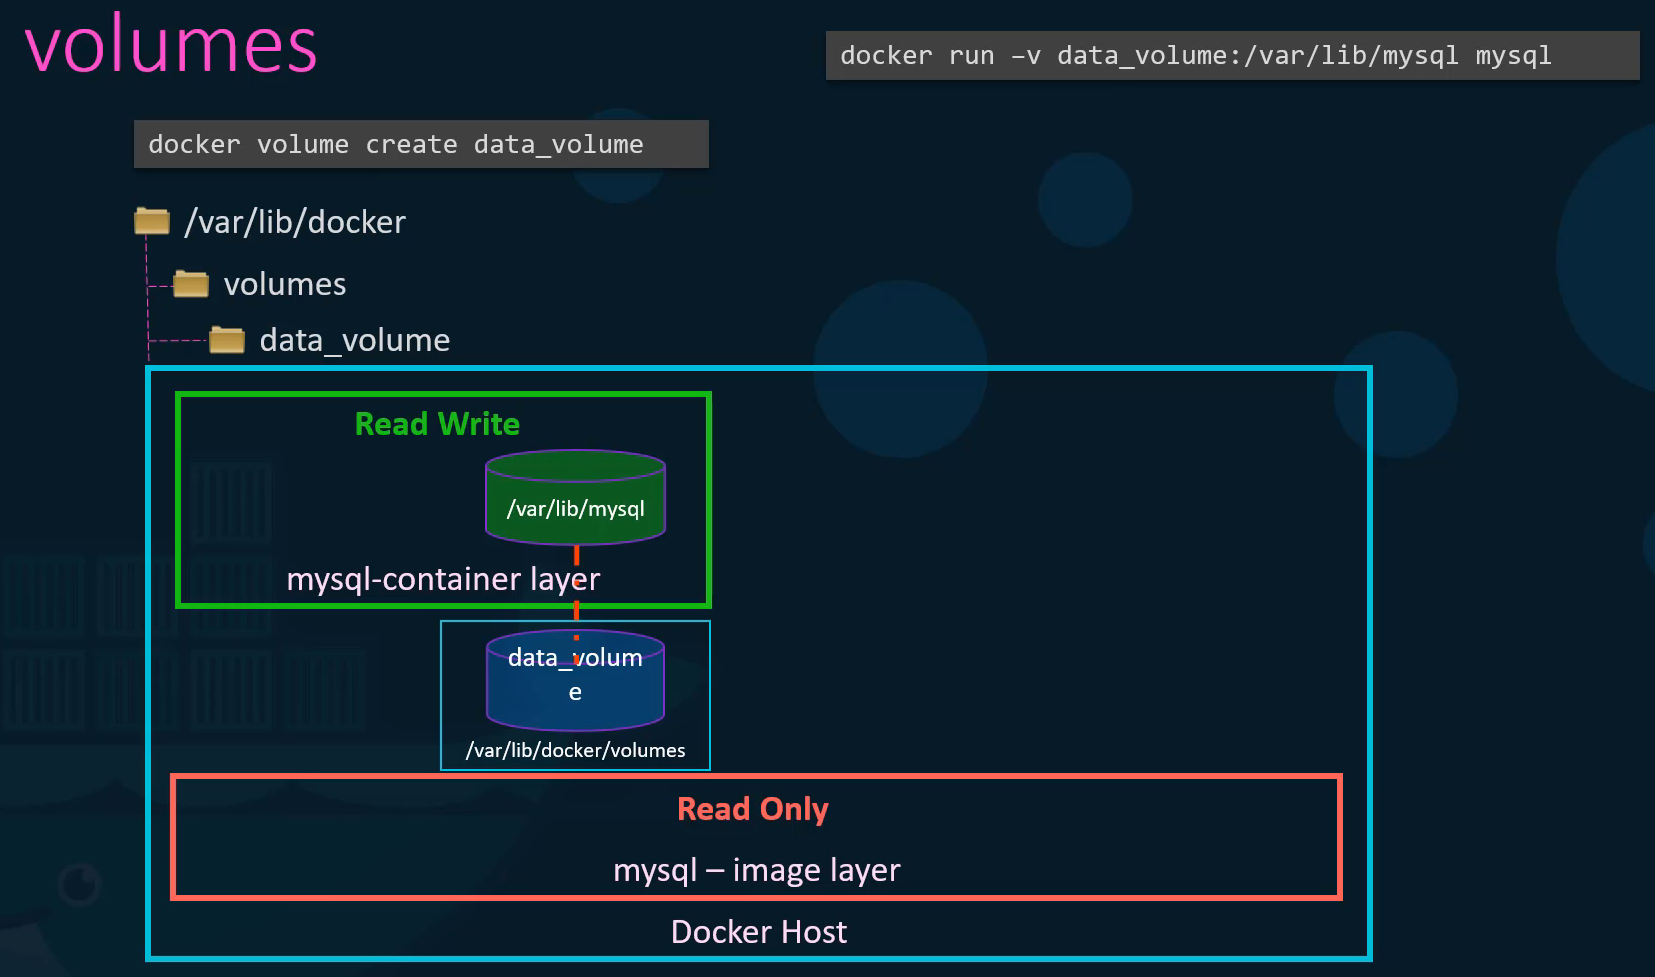 volumes
docker run –v data_volume:/var/lib/mysql mysql
docker volume create data_volume
/var/lib/docker
volumes
data_volume
Read Write
/var/lib/mysql
mysql-container layer
data_volum
e
/var/lib/docker/volumes
Read Only
mysql – image layer
Docker Host